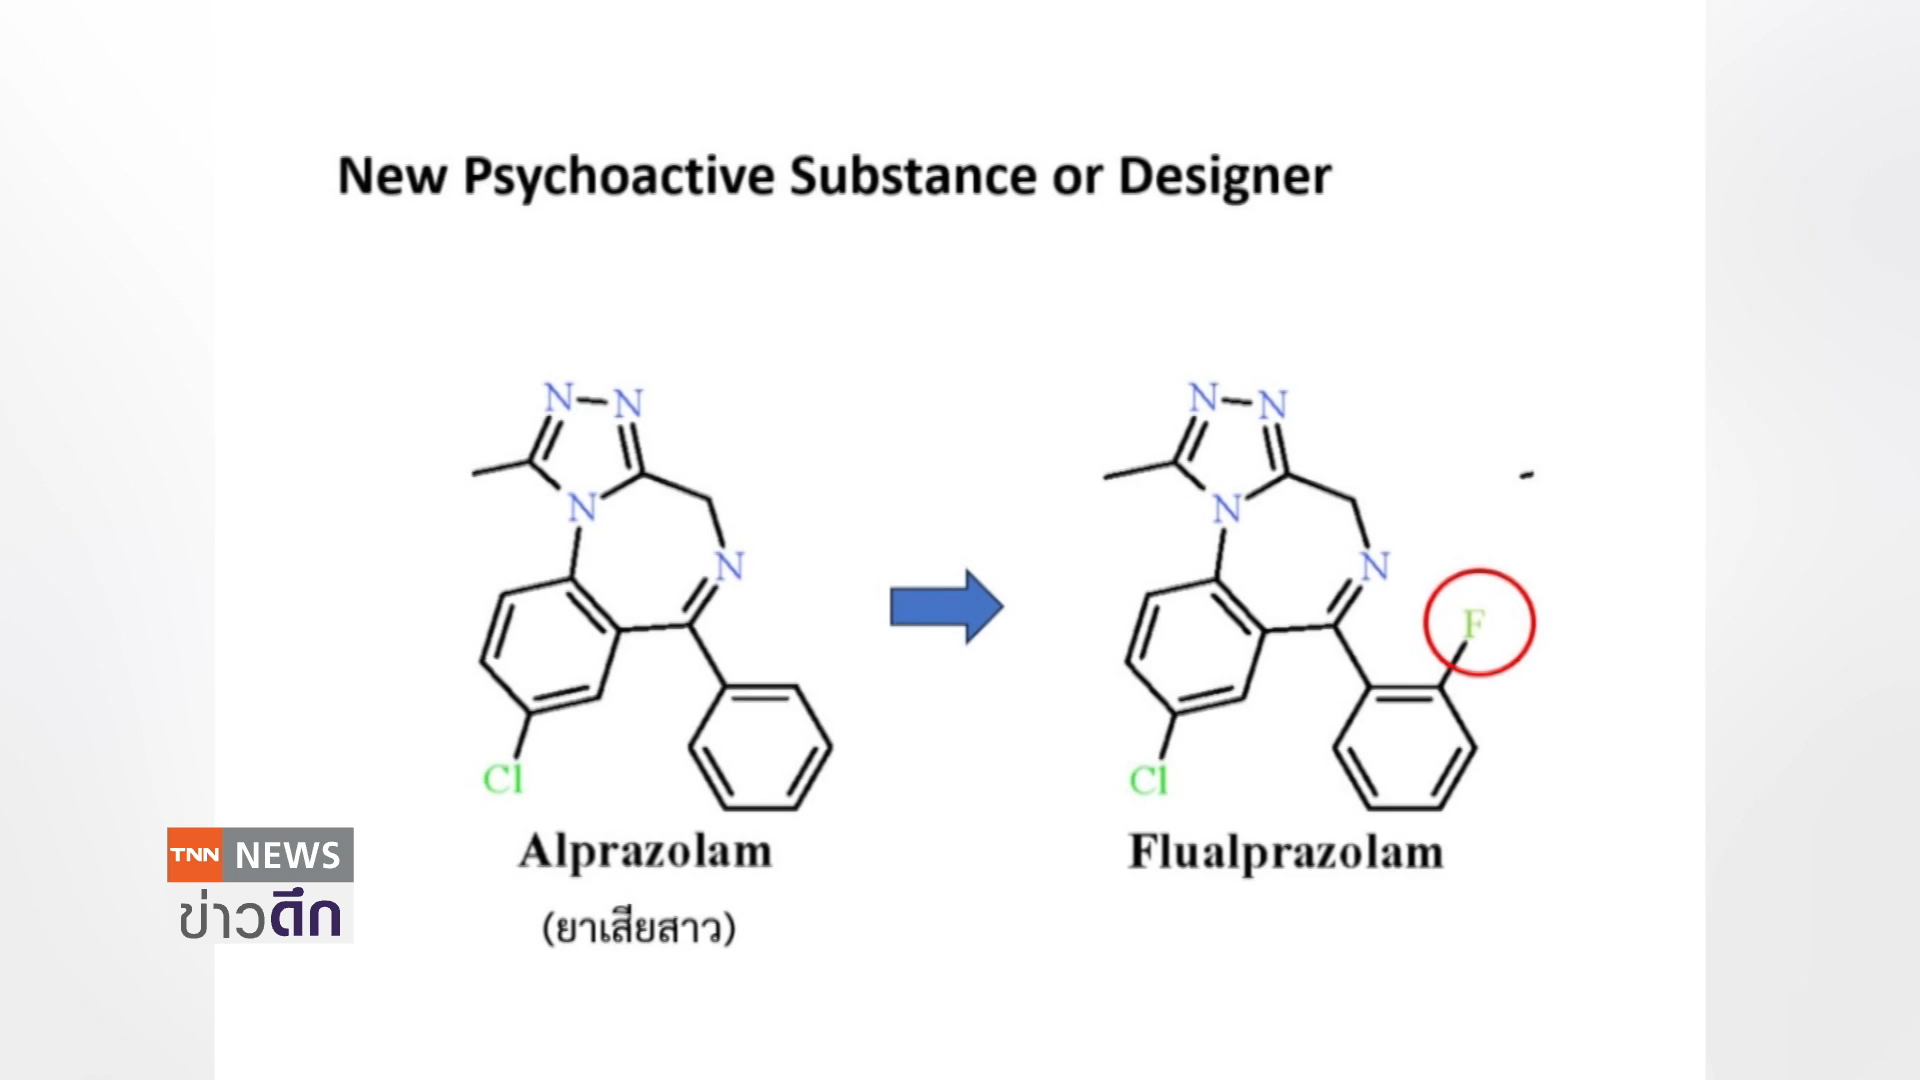 New Psychoactive Substance or Designer
N N
N
N
Cl
Alprazolam
(ยาเสียสาว)
N N
N
N
F
Cl
Flualprazolam
TNN NEWS
ข่าวดึก